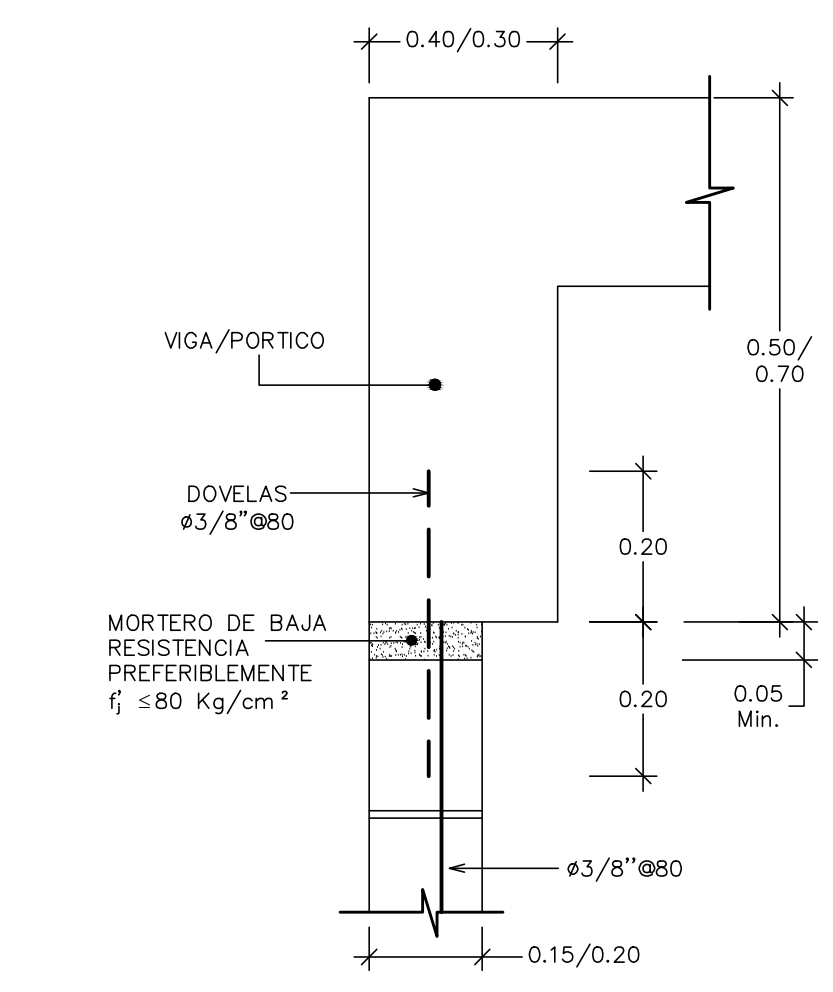 0.40/0.30
VIGA/PORTICO
0.50/
0.70
DOVELAS
ø3/8"@80
0.20
MORTERO DE BAJA
RESISTENCIA
PREFERIBLEMENTE
f'j ≤80 Kg/cm²
0.20
0.05
Min.
ø3/8"@80
0.15/0.20